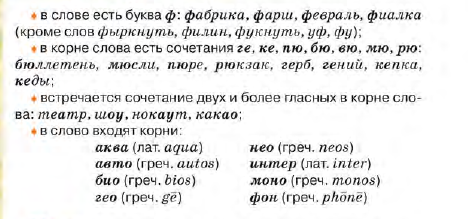 ♦ в слове есть буква ф: фабрика, фарш, февраль, фиалка
(кроме слов фыркнуть, филин, фукнуть, уф, фу);
♦ в корне слова есть сочетания ге, ке, пю, бю, вю, мю, рю:
бюллетень, мюсли, пюре, рюкзак, герб, гений, кепка,
кеды;
♦ встречается сочетание двух и более гласных в корне сло-
ва: театр, шоу, нокаут, какао;
♦ в слово входят корни:
аква (лат. aqua) нео (греч. neos)
авто (греч. autos) интер (лат. inter)
био (греч. bios) моно (греч. monos)
гео (греч. gē) фон (греч. phōnē)